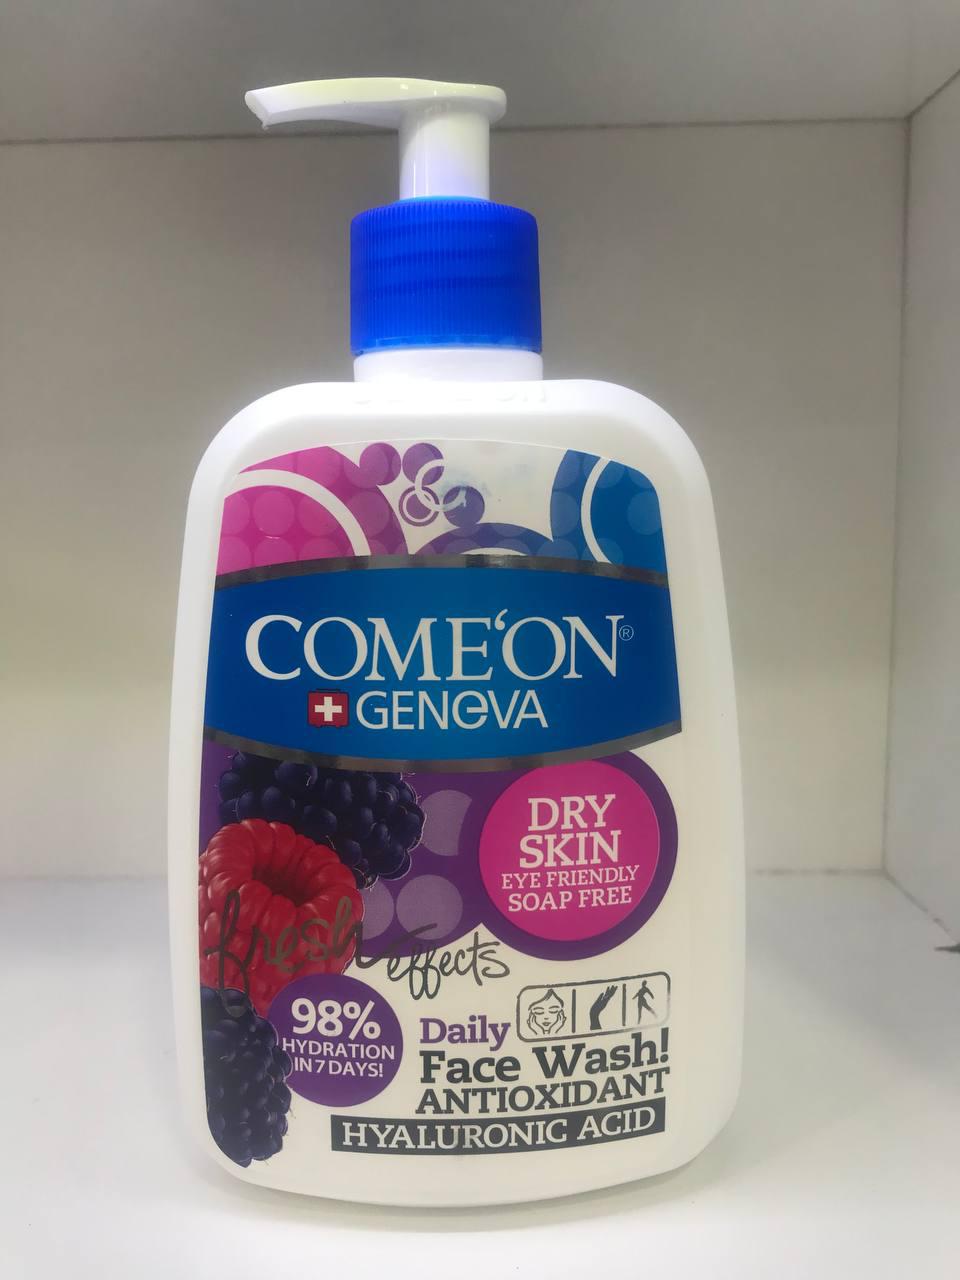 COME'ON®
GENEVA
DRY
SKIN
EYE FRIENDLY
SOAP FREE
fresh effects
98%
HYDRATION
IN 7 DAYS!
Daily
Face Wash!
ANTIOXIDANT
HYALURONIC ACID